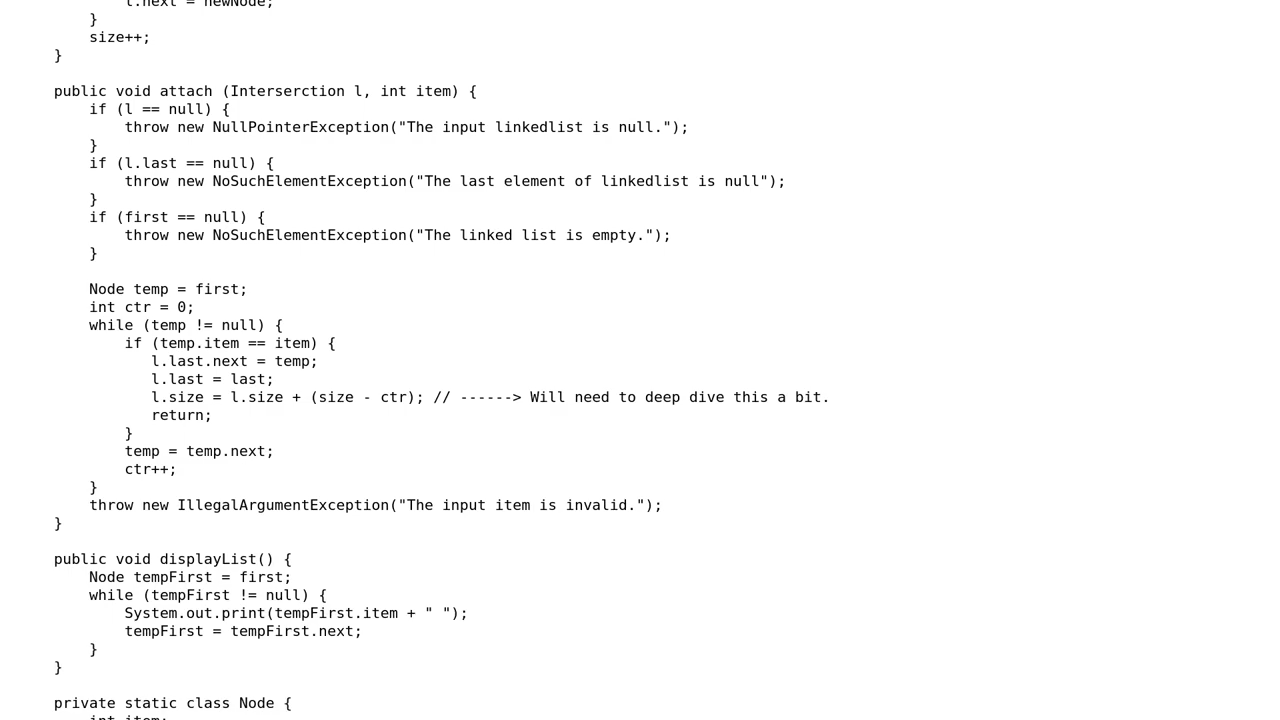 l.next = newNode;
}
size++;
}
public void attach (Interserction l, int item) {
if (l == null) {
throw new NullPointerException("The input linkedlist is null.");
}
if (l.last == null) {
throw new NoSuchElementException("The last element of linkedlist is null");
}
if (first == null) {
throw new NoSuchElementException("The linked list is empty.");
}
Node temp = first;
int ctr = 0;
while (temp != null) {
if (temp.item == item) {
l.last.next = temp;
l.last = last;
l.size = l.size + (size - ctr); // ------> Will need to deep dive this a bit.
return;
}
temp = temp.next;
ctr++;
}
throw new IllegalArgumentException("The input item is invalid.");
}
public void displayList() {
Node tempFirst = first;
while (tempFirst != null) {
System.out.print(tempFirst.item + " ");
tempFirst = tempFirst.next;
}
}
private static class Node {
int item;